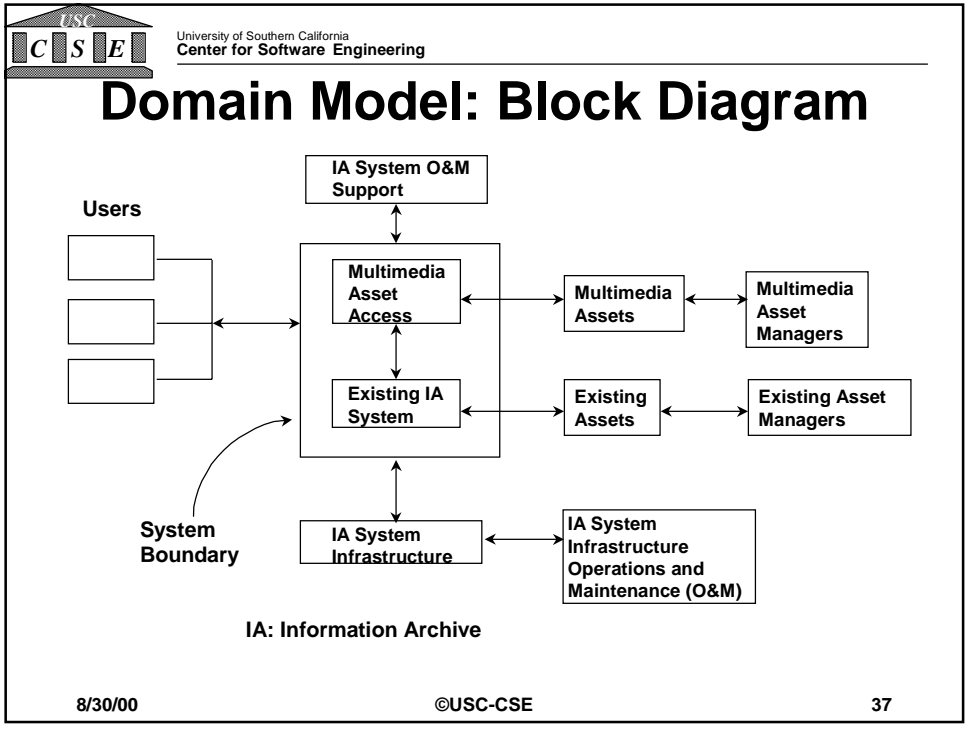 USC
C S E
University of Southern California
Center for Software Engineering
Domain Model: Block Diagram
IA System O&M
Support
Users
Multimedia
Asset
Access
Multimedia
Assets
Multimedia
Asset
Managers
Existing IA
System
Existing
Assets
Existing Asset
Managers
System
Boundary
IA System
Infrastructure
IA System
Infrastructure
Operations and
Maintenance (O&M)
IA: Information Archive
8/30/00
©USC-CSE
37